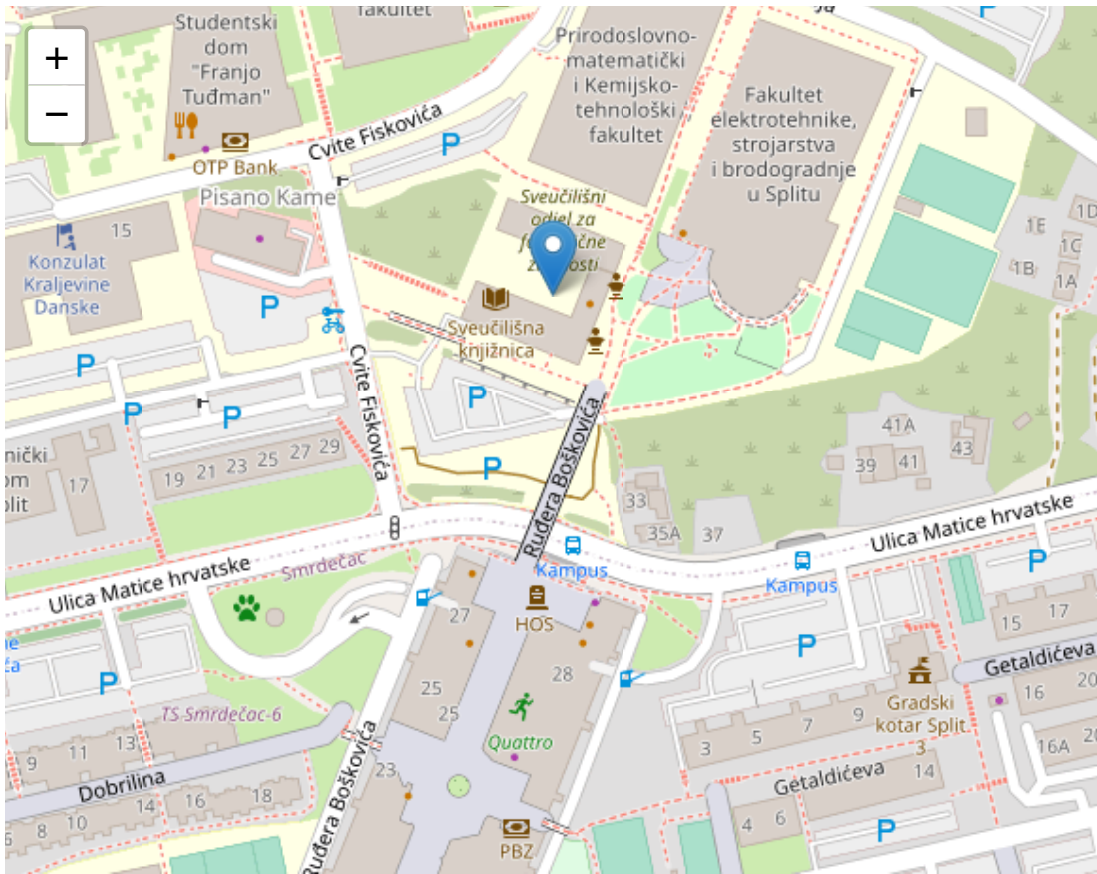 +
−
Studentski
dom
"Franjo
Tuđman"
fakultet
Prirodoslovno-
matematički
i Kemijsko-
tehnološki
fakultet
Fakultet
elektrotehnike,
strojarstva
i brodogradnje
u Splitu
P
Cvite Fiskovića
P
OTP Bank
Pisano Kame
Sveučilišni
odjel za
15
Konzulat
Kraljevine
Danske
P
Sveučilišna
knjižnica
1E
1D
1C
1B
1A
P
P
P
Cvite Fiskovića
P
Ruđera Boškovića
P
19
21
23
25
27
29
17
33
35A
37
39
41
41A
43
Ulica Matice hrvatske
Ulica Matice hrvatske
Smrdečac
Kampus
Kampus
P
HOS
27
25
25
28
P
P
TS Smrdečac-6
Quattro
15
17
Getaldićeva
16
20
16A
Gradski
kotar Split
3
3
5
7
9
Getaldićeva
14
4
6
P
9
11
13
Dobrilina
8
10
14
16
18
Ruđera Boškovića
23
PBZ